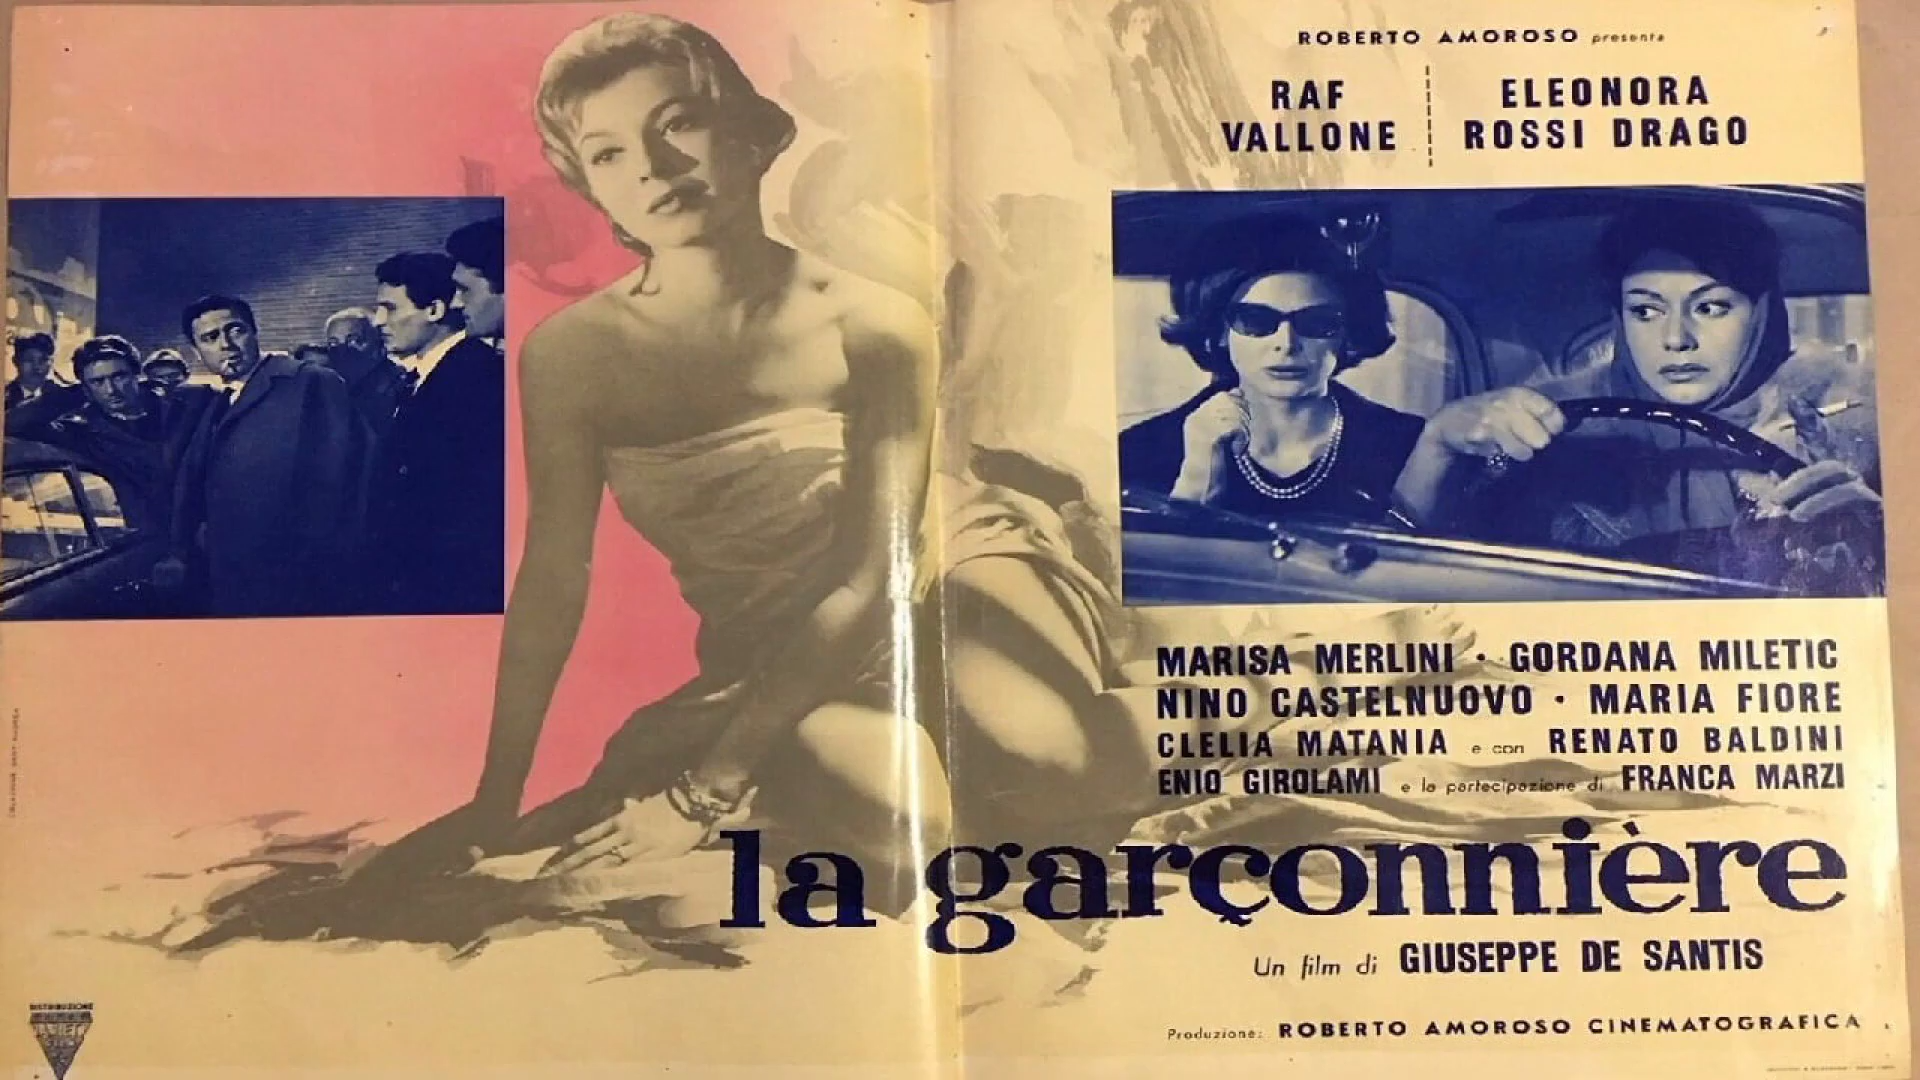 ROBERTO AMOROSO presenta
RAF
VALLONE
ELEONORA
ROSSI DRAGO
MARISA MERLINI · GORDANA MILETIC
NINO CASTELNUOVO · MARIA FIORE
CLELIA MATANIA e con RENATO BALDINI
ENIO GIROLAMI e la partecipazione di FRANCA MARZI
la garçonnière
Un film di GIUSEPPE DE SANTIS
Produzione: ROBERTO AMOROSO CINEMATOGRAFICA
DISTRIBUZIONE